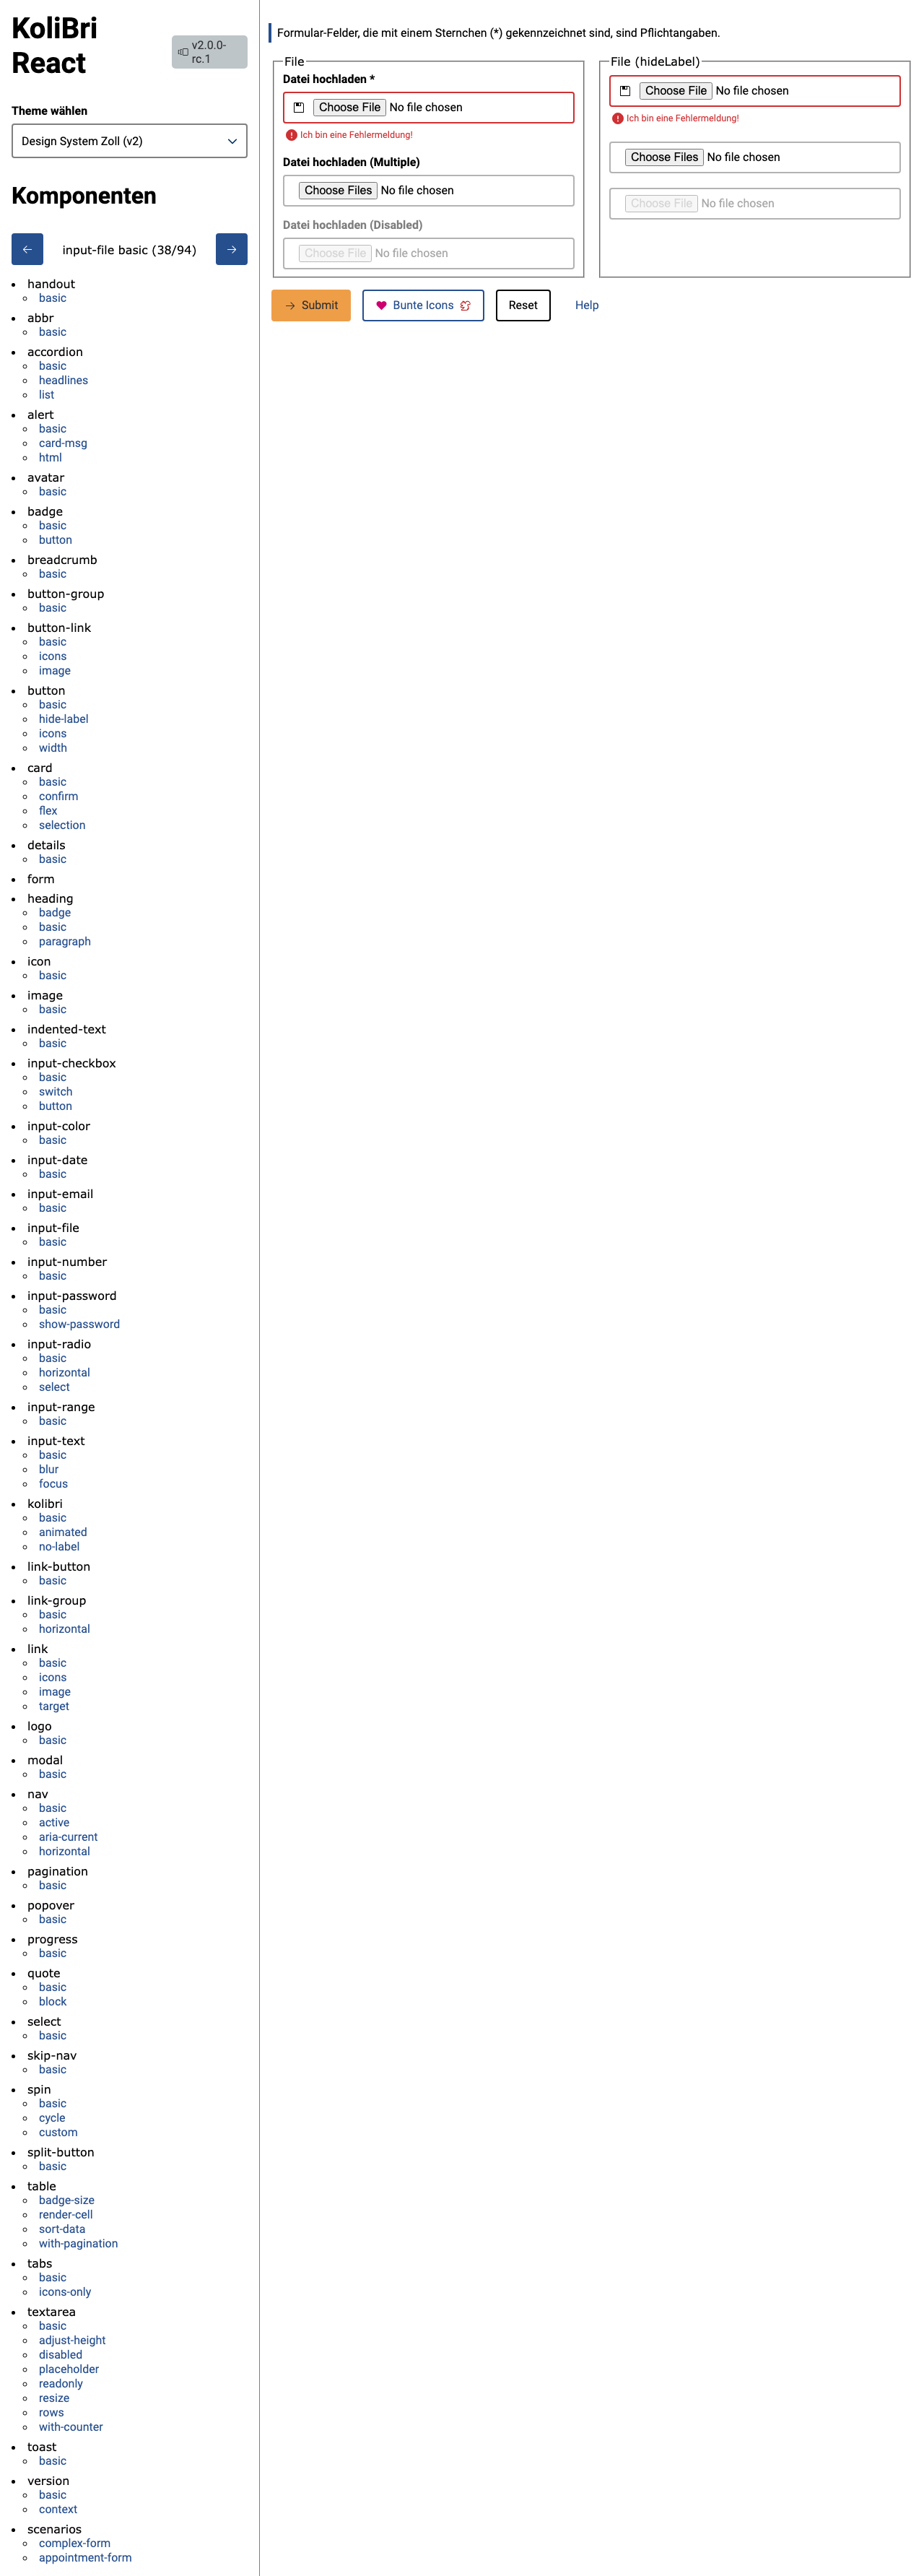 KoliBri
React
v2.0.0-
rc.1
Theme wählen
Design System Zoll (v2)
Komponenten
input-file basic (38/94)
handout
basic
abbr
basic
accordion
basic
headlines
list
alert
basic
card-msg
html
avatar
basic
badge
basic
button
breadcrumb
basic
button-group
basic
button-link
basic
icons
image
button
basic
hide-label
icons
width
card
basic
confirm
flex
selection
details
basic
form
heading
badge
basic
paragraph
icon
basic
image
basic
indented-text
basic
input-checkbox
basic
switch
button
input-color
basic
input-date
basic
input-email
basic
input-file
basic
input-number
basic
input-password
basic
show-password
input-radio
basic
horizontal
select
input-range
basic
input-text
basic
blur
focus
kolibri
basic
animated
no-label
link-button
basic
link-group
basic
horizontal
link
basic
icons
image
target
logo
basic
modal
basic
nav
basic
active
aria-current
horizontal
pagination
basic
popover
basic
progress
basic
quote
basic
block
select
basic
skip-nav
basic
spin
basic
cycle
custom
split-button
basic
table
badge-size
render-cell
sort-data
with-pagination
tabs
basic
icons-only
textarea
basic
adjust-height
disabled
placeholder
readonly
resize
rows
with-counter
toast
basic
version
basic
context
scenarios
complex-form
appointment-form
Formular-Felder, die mit einem Sternchen (*) gekennzeichnet sind, sind Pflichtangaben.
File
Datei hochladen *
Choose File No file chosen
Ich bin eine Fehlermeldung!
Datei hochladen (Multiple)
Choose Files No file chosen
Datei hochladen (Disabled)
Choose File No file chosen
File (hideLabel)
Choose File No file chosen
Ich bin eine Fehlermeldung!
Choose Files No file chosen
Choose File No file chosen
Submit
Bunte Icons
Reset
Help